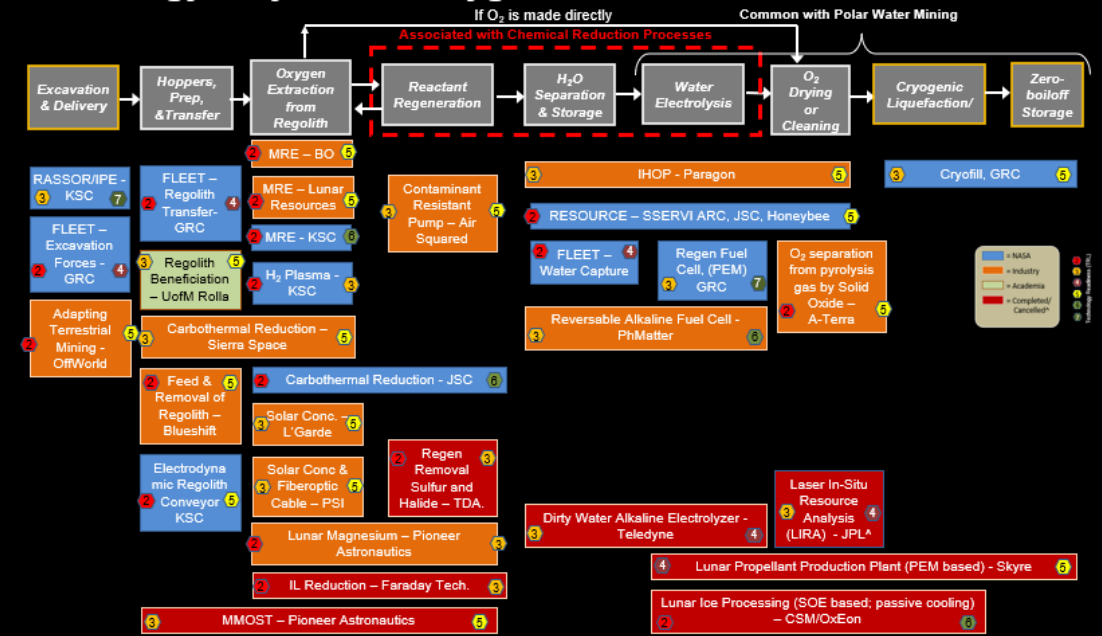 If O₂ is made directly
Common with Polar Water Mining
Associated with Chemical Reduction Processes
Excavation
& Delivery
Hoppers,
Prep,
&Transfer
Oxygen
Extraction
from
Regolith
Reactant
Regeneration
H₂O
Separation
& Storage
Water
Electrolysis
O₂
Drying
or
Cleaning
Cryogenic
Liquefaction/
Zero-
boiloff
Storage
2 MRE – BO 5
RASSOR/IPE -
3 KSC 7
FLEET –
Regolith
2 Transfer- 4
GRC
MRE – Lunar
2 Resources 5
Contaminant
Resistant
3 Pump – Air 5
Squared
3 IHOP - Paragon 5
3 Cryofill, GRC 5
2 RESOURCE – SSERVI ARC, JSC, Honeybee 5
FLEET –
Excavation
2 Forces - 4
GRC
2 MRE - KSC 6
3 Regolith 5
Beneficiation
– UofM Rolla
H₂ Plasma -
2 KSC 3
2 FLEET – 4
Water Capture
Regen Fuel
3 Cell, (PEM) 7
GRC
O₂ separation
from pyrolysis
gas by Solid
2 Oxide – 5
A-Terra
= NASA
= Industry
= Academia
= Completed/
Cancelled^
Technology Readiness (TRL)
Adapting
Terrestrial 5
2 Mining -
OffWorld
Carbothermal Reduction –
3 Sierra Space 5
Reversable Alkaline Fuel Cell -
3 PhMatter 6
2 Feed & 5
Removal of
Regolith –
Blueshift
2 Carbothermal Reduction - JSC 6
Solar Conc. –
3 L'Garde 5
Electrodyna
mic Regolith
2 Conveyor 5
KSC
Solar Conc &
3 Fiberoptic 5
Cable – PSI
2 Regen 3
Removal
Sulfur and
Halide – TDA.
Laser In-Situ
Resource
3 Analysis 4
(LIRA) - JPL^
Dirty Water Alkaline Electrolyzer -
3 Teledyne 4
Lunar Magnesium – Pioneer
2 Astronautics 3
4 Lunar Propellant Production Plant (PEM based) - Skyre 5
2 IL Reduction – Faraday Tech. 3
Lunar Ice Processing (SOE based; passive cooling)
2 – CSM/OxEon 6
3 MMOST – Pioneer Astronautics 5